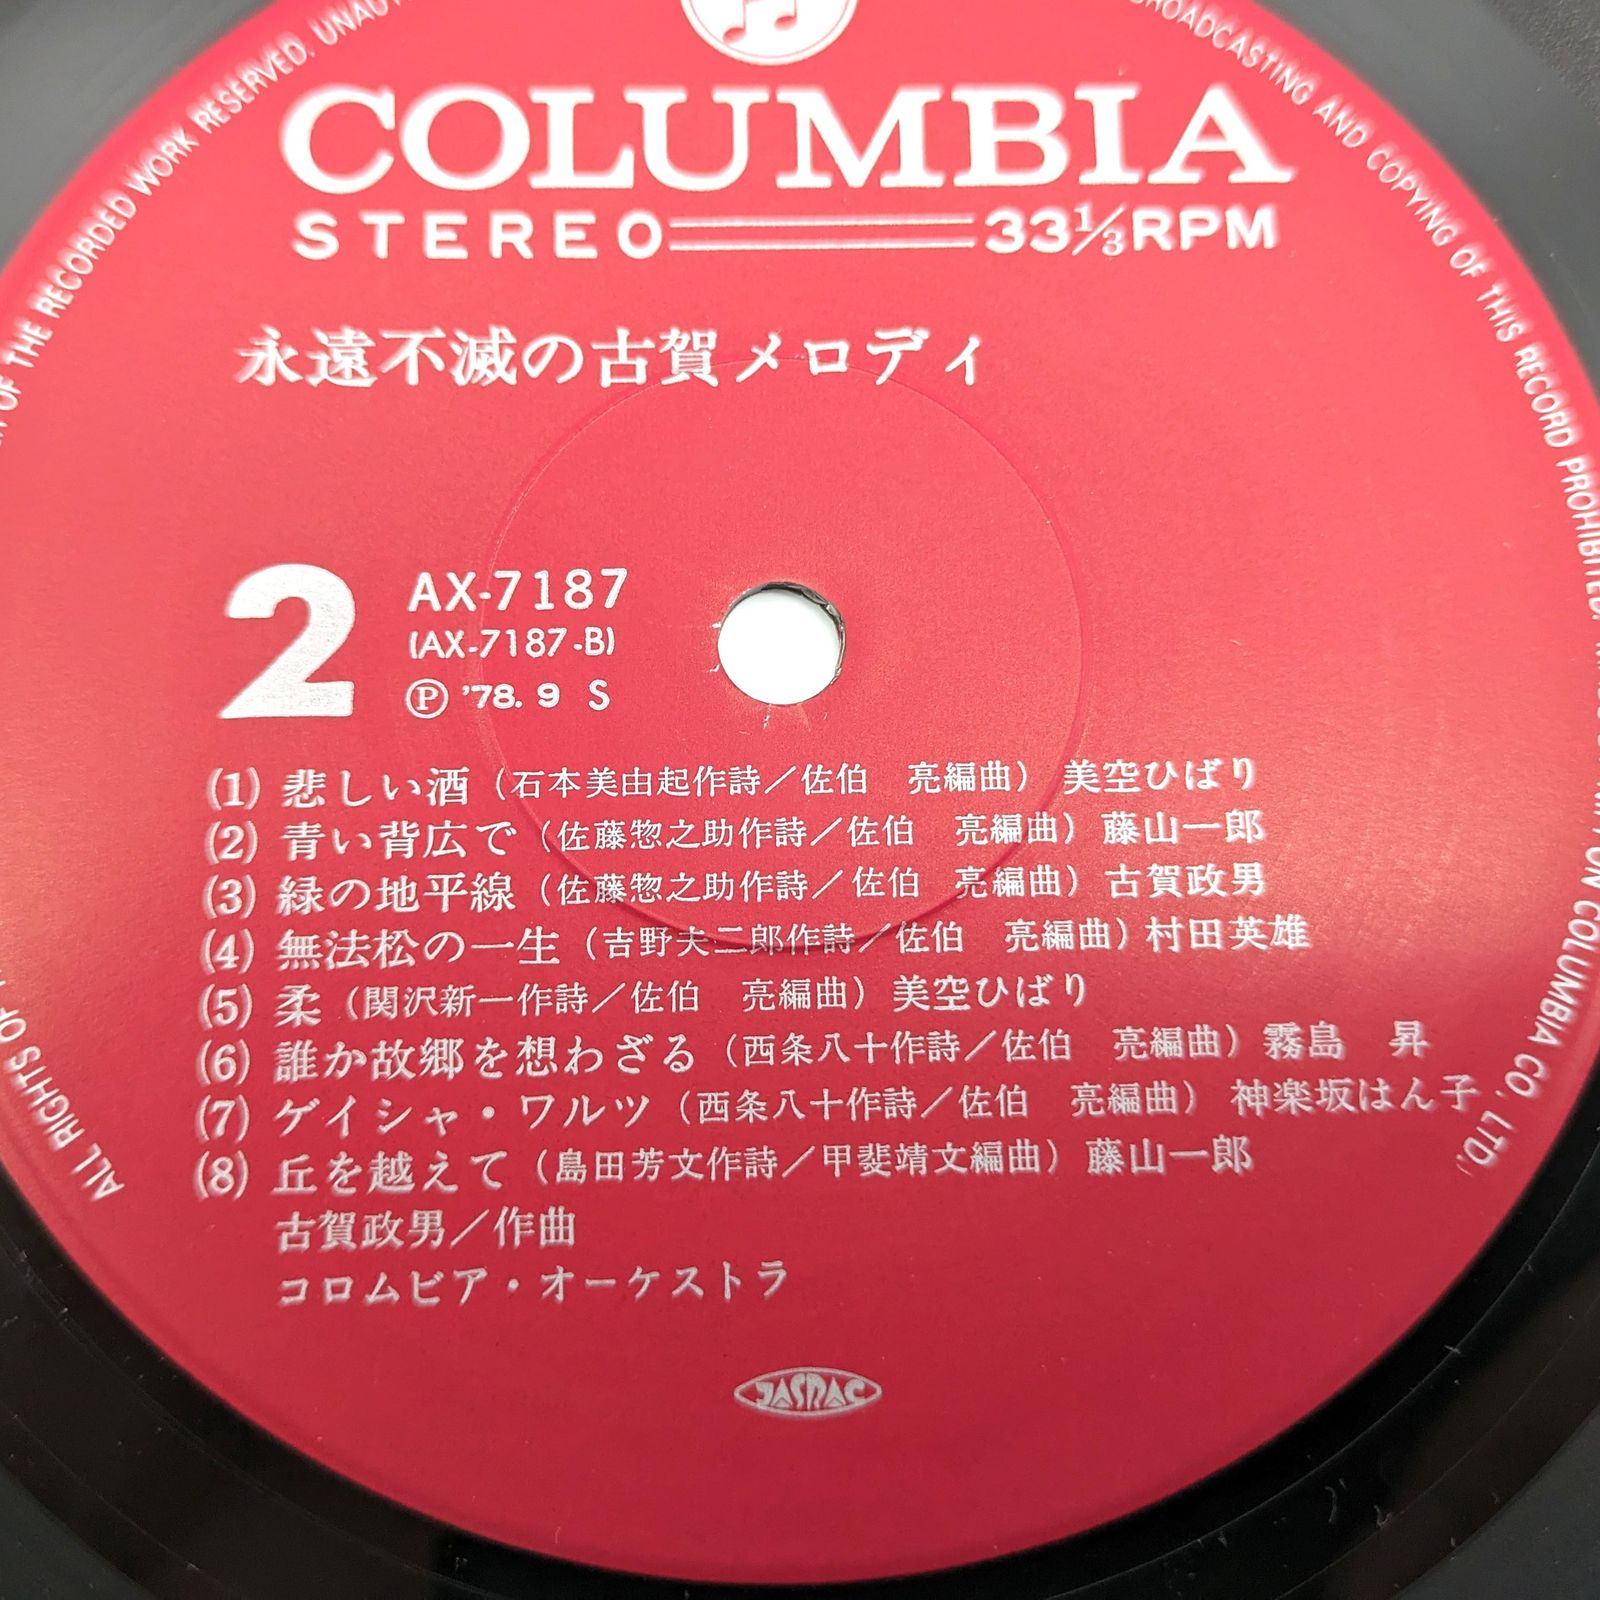 COLUMBIA
STEREO 33⅓RPM
永遠不滅の古賀メロディ
2 AX-7187
(AX-7187-B)
Ⓟ '78. 9 S
(1) 悲しい酒 (石本美由起作詩／佐伯 亮編曲) 美空ひばり
(2) 青い背広で (佐藤惣之助作詩／佐伯 亮編曲) 藤山一郎
(3) 緑の地平線 (佐藤惣之助作詩／佐伯 亮編曲) 古賀政男
(4) 無法松の一生 (吉野夫二郎作詩／佐伯 亮編曲) 村田英雄
(5) 柔 (関沢新一作詩／佐伯 亮編曲) 美空ひばり
(6) 誰か故郷を想わざる (西条八十作詩／佐伯 亮編曲) 霧島 昇
(7) ゲイシャ・ワルツ (西条八十作詩／佐伯 亮編曲) 神楽坂はん子
(8) 丘を越えて (島田芳文作詩／甲斐靖文編曲) 藤山一郎
古賀政男／作曲
コロムビア・オーケストラ
JASRAC
ALL RIGHTS OF
OF THE RECORDED WORK RESERVED. UNAU
BROADCASTING AND COPYING OF THIS RECORD PROHIBITED.
ON COLUMBIA CO., LTD.